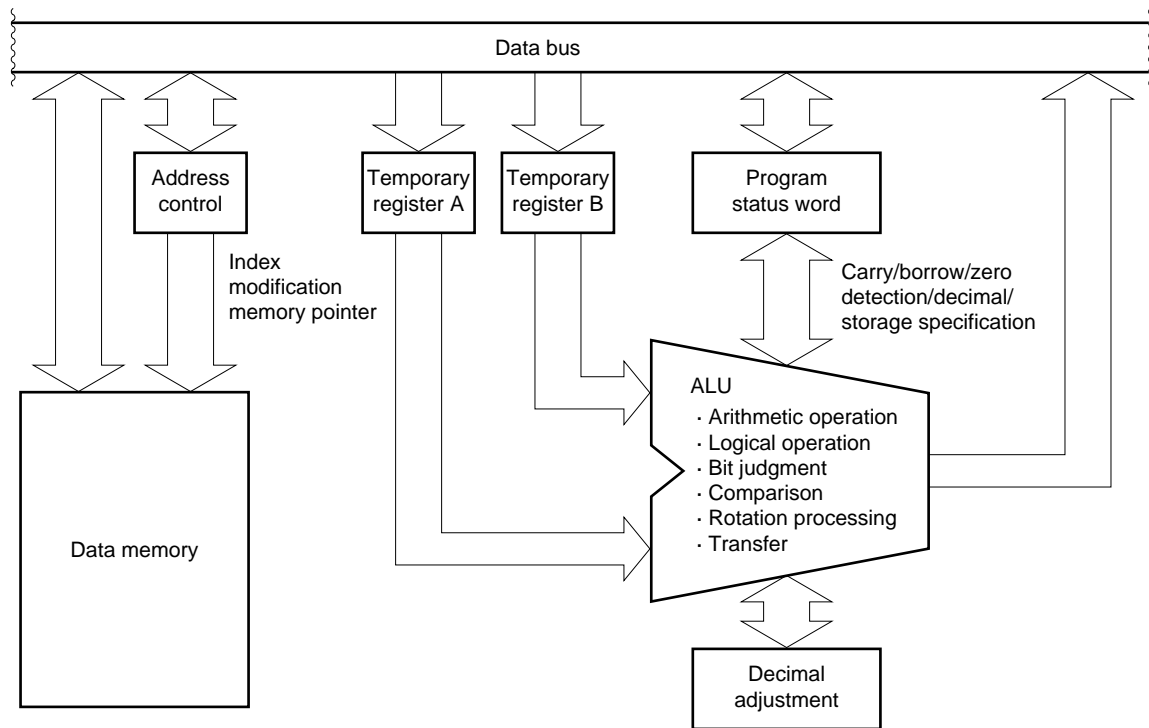 Data bus
Address
control
Temporary
register A
Temporary
register B
Program
status word
Index
modification
memory pointer
Carry/borrow/zero
detection/decimal/
storage specification
ALU
· Arithmetic operation
· Logical operation
· Bit judgment
· Comparison
· Rotation processing
· Transfer
Data memory
Decimal
adjustment